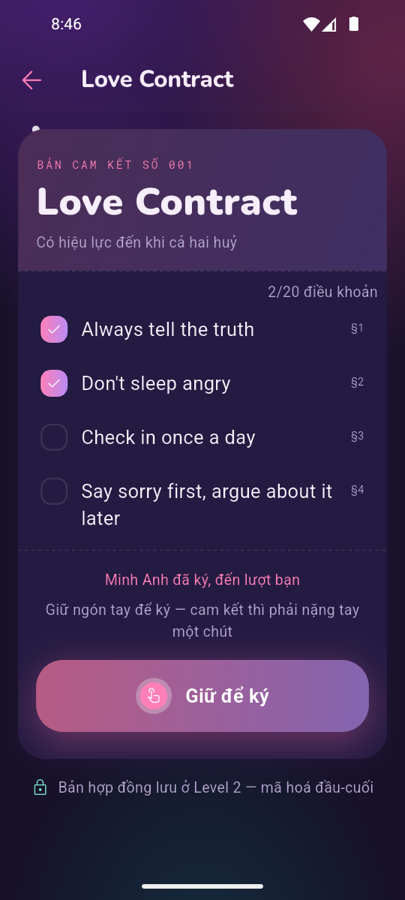 8:46
Love Contract
BẢN CAM KẾT SỐ 001
Love Contract
Có hiệu lực đến khi cả hai huỷ
2/20 điều khoản
Always tell the truth §1
Don't sleep angry §2
Check in once a day §3
Say sorry first, argue about it §4
later
Minh Anh đã ký, đến lượt bạn
Giữ ngón tay để ký — cam kết thì phải nặng tay
một chút
Giữ để ký
Bản hợp đồng lưu ở Level 2 — mã hoá đầu-cuối